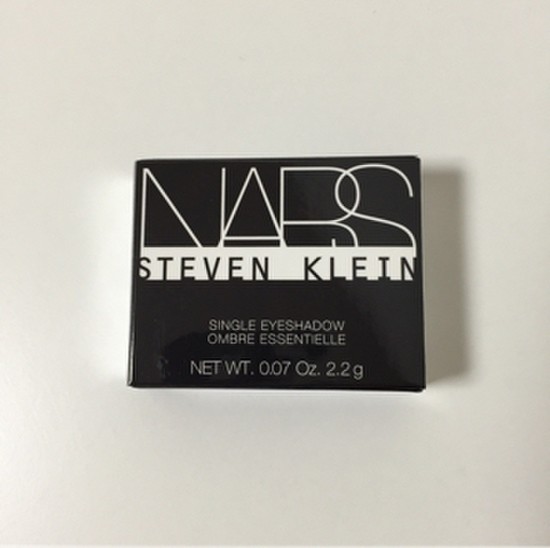 NARS
STEVEN KLEIN
SINGLE EYESHADOW
OMBRE ESSENTIELLE
NET WT. 0.07 Oz. 2.2 g